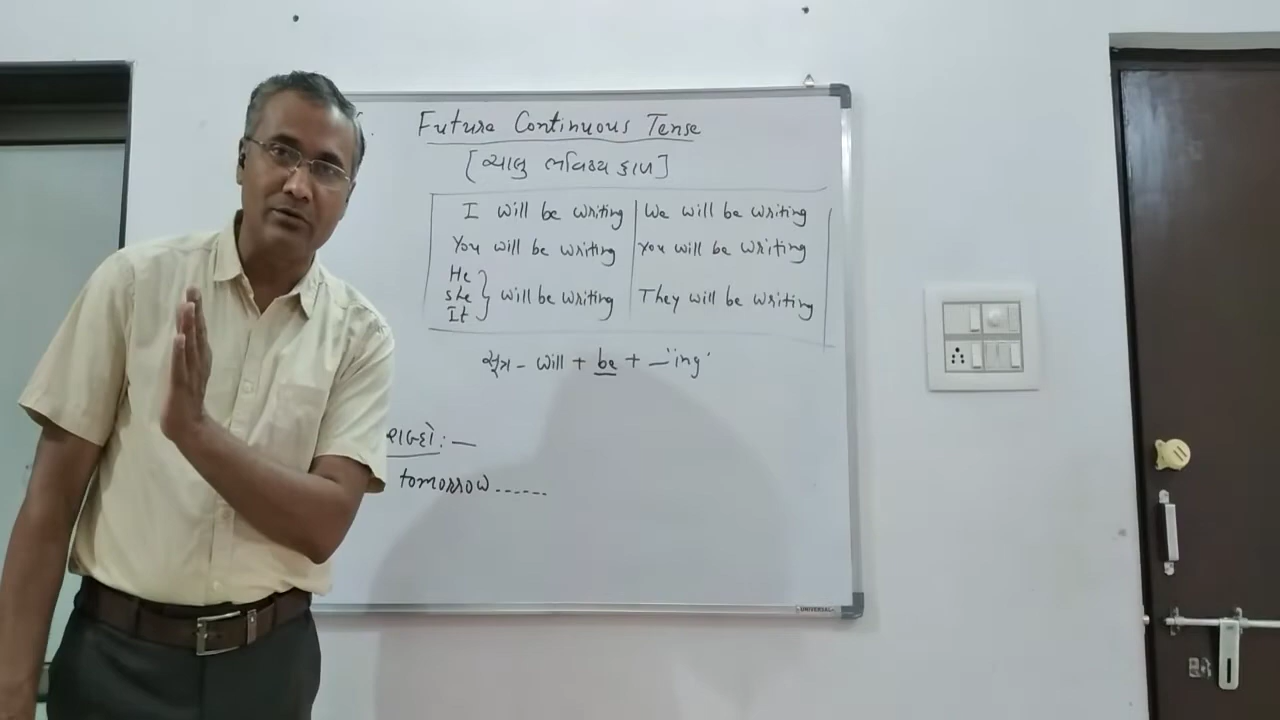 Future Continuous Tense
[ચાલુ ભવિષ્ય કાળ]
I will be writing | We will be writing
You will be writing | You will be writing
He
she } will be writing | They will be writing
It
સૂત્ર - will + be + —'ing'
શબ્દો : —
tomorrow ......
UNIVERSAL